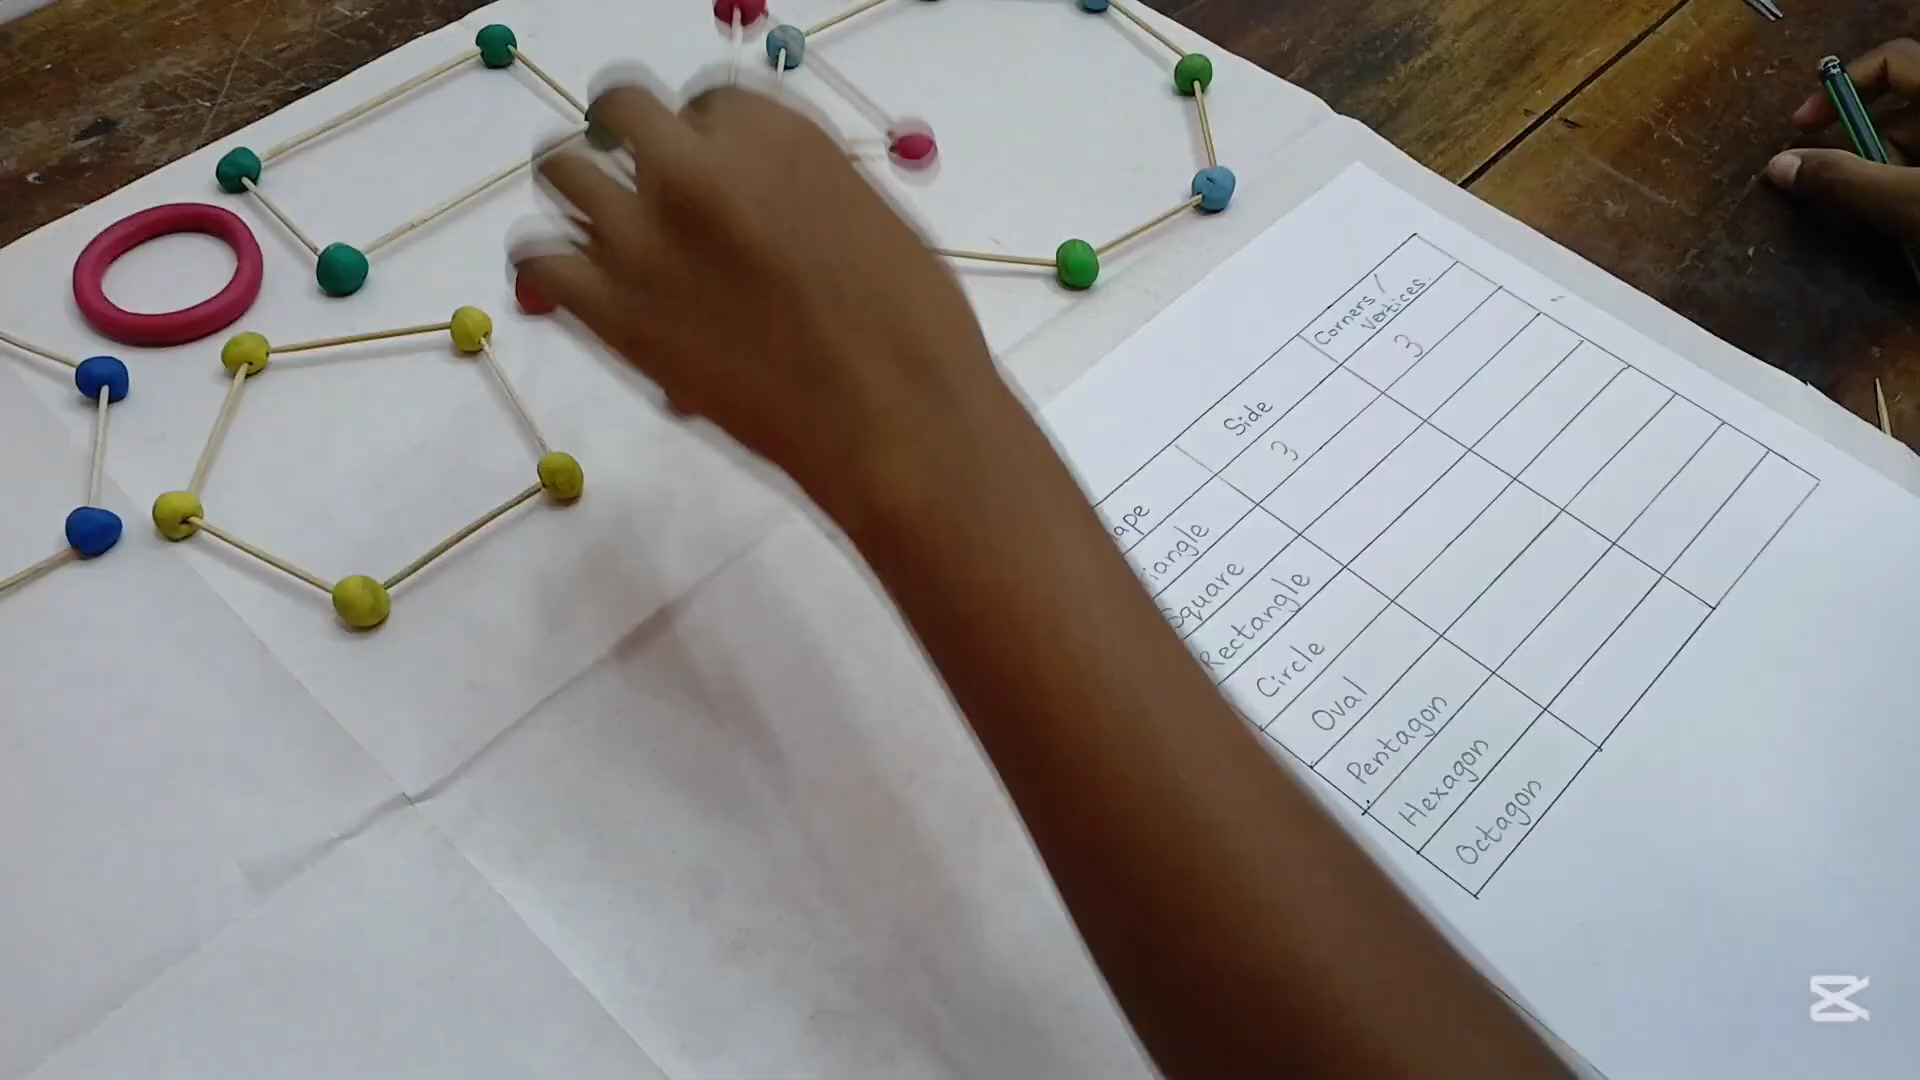 Side Corners / Vertices.
3 3
Square
Rectangle
Circle
Oval
Pentagon
Hexagon
Octagon